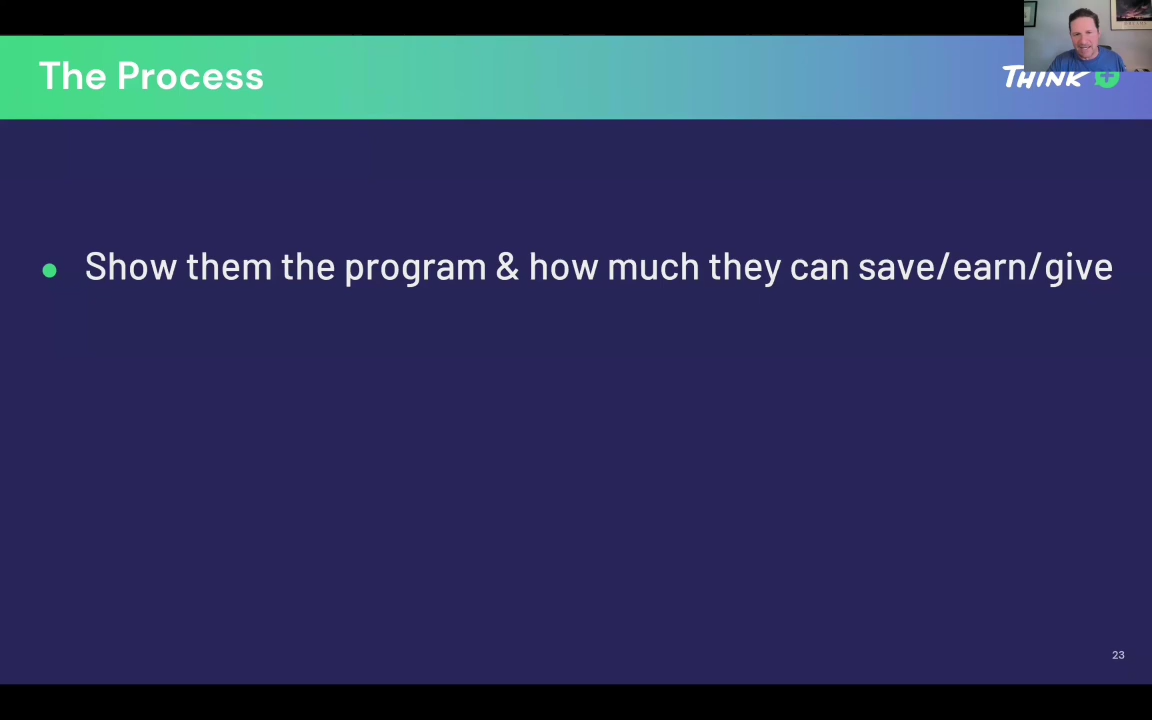 The Process
THINK
Show them the program & how much they can save/earn/give
23